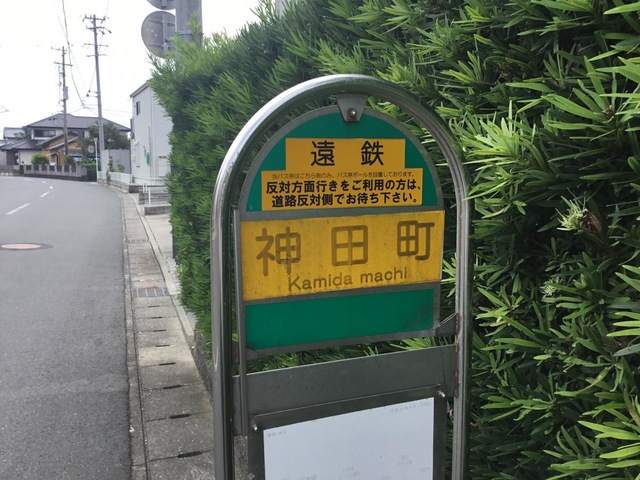 遠鉄
当バス停はこちら側のみ、バス停ポールを設置しております。
反対方面行きをご利用の方は、
道路反対側でお待ち下さい。
神田町
Kamida machi